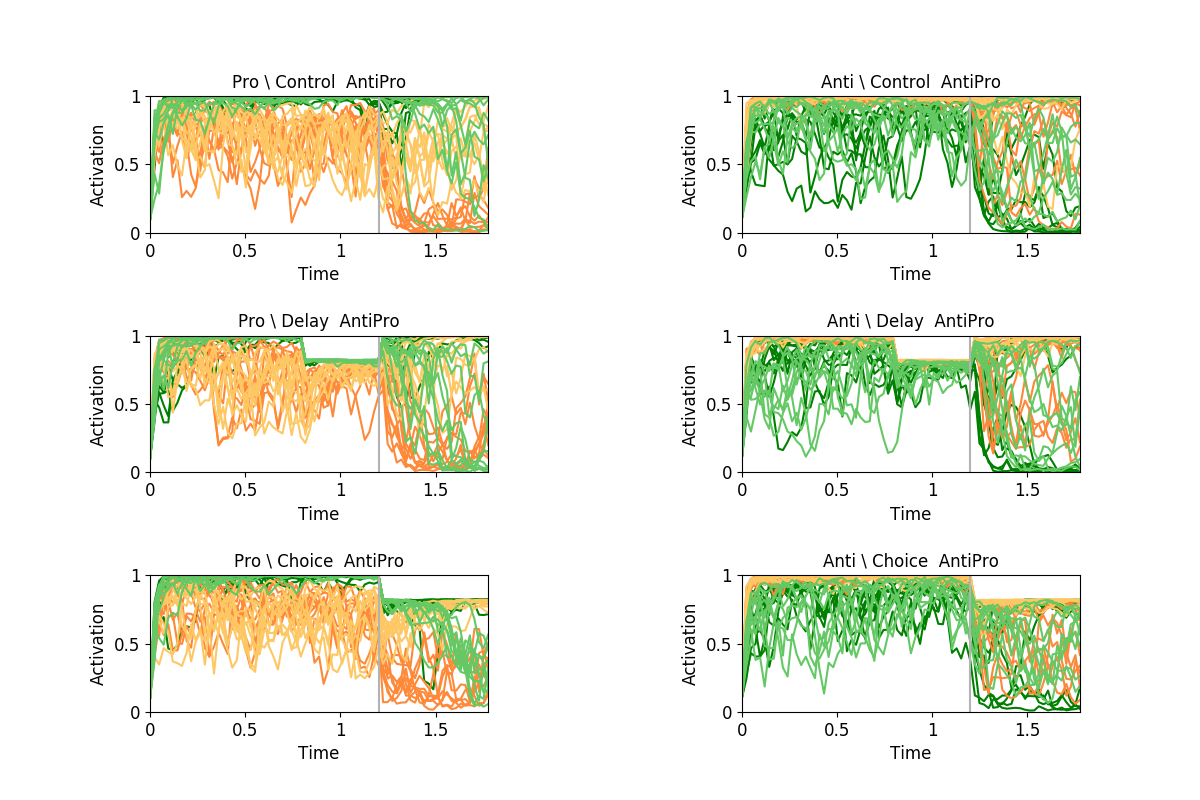 Pro \ Control  AntiPro
1
0.5
0
Activation
0 0.5 1 1.5
Time
Anti \ Control  AntiPro
1
0.5
0
Activation
0 0.5 1 1.5
Time
Pro \ Delay  AntiPro
1
0.5
0
Activation
0 0.5 1 1.5
Time
Anti \ Delay  AntiPro
1
0.5
0
Activation
0 0.5 1 1.5
Time
Pro \ Choice  AntiPro
1
0.5
0
Activation
0 0.5 1 1.5
Time
Anti \ Choice  AntiPro
1
0.5
0
Activation
0 0.5 1 1.5
Time